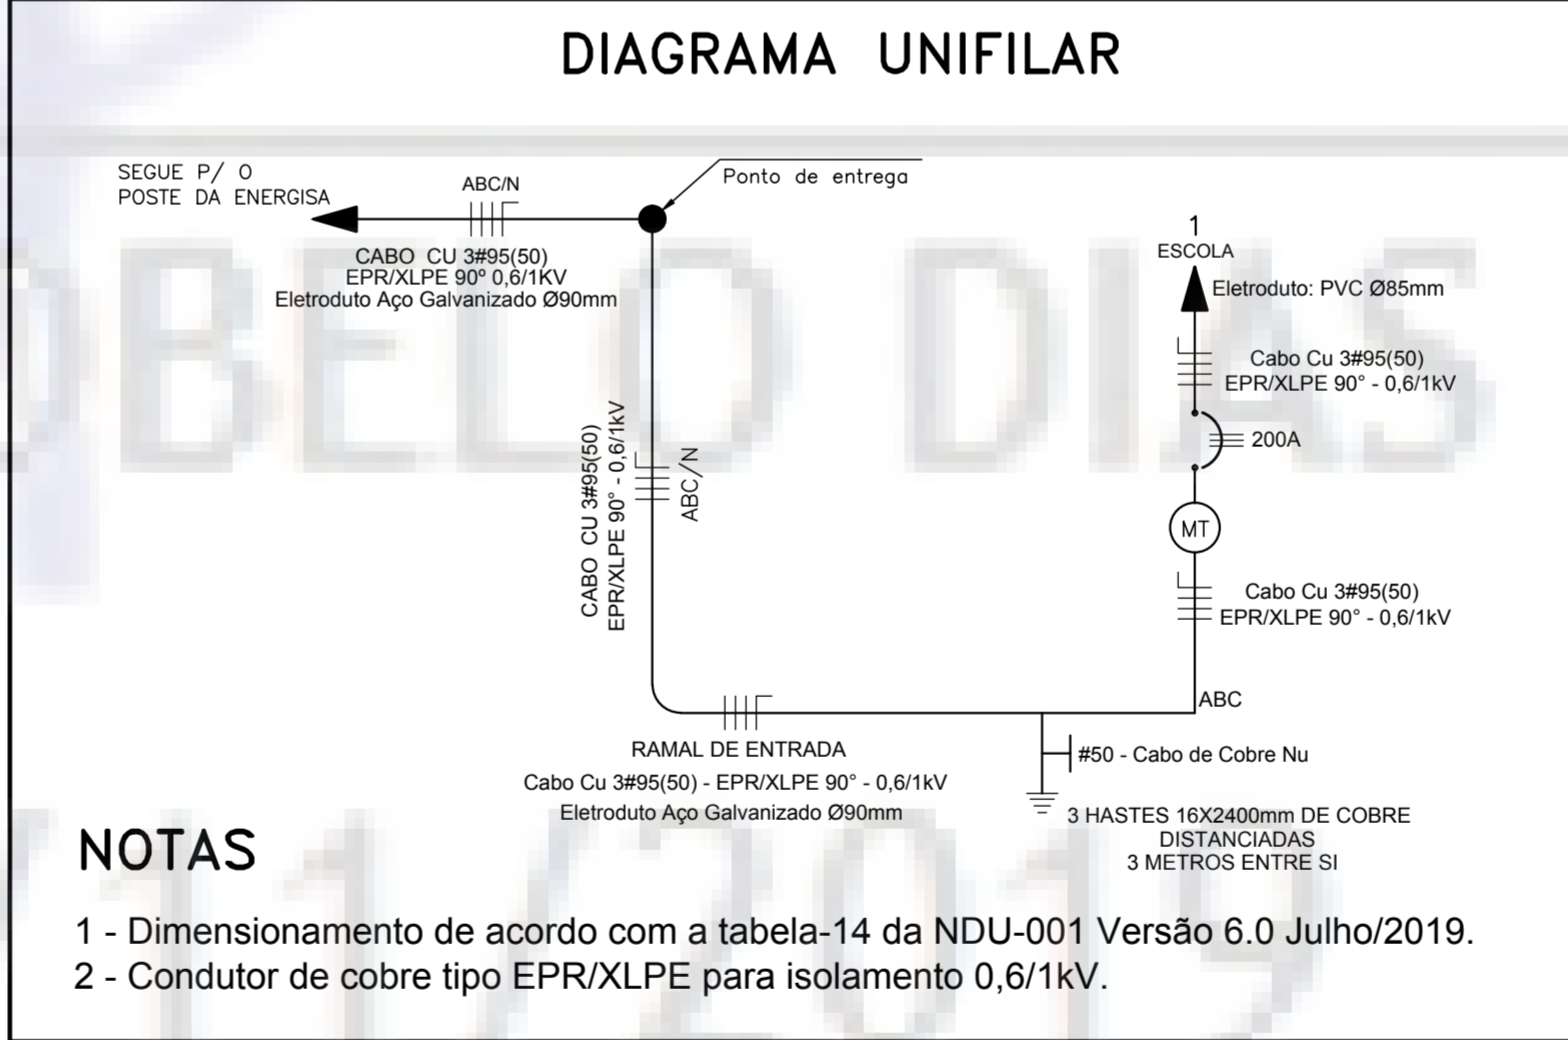 DIAGRAMA UNIFILAR
SEGUE P/ O
POSTE DA ENERGISA
ABC/N
Ponto de entrega
CABO CU 3#95(50)
EPR/XLPE 90º 0,6/1KV
Eletroduto Aço Galvanizado Ø90mm
1
ESCOLA
Eletroduto: PVC Ø85mm
Cabo Cu 3#95(50)
EPR/XLPE 90° - 0,6/1kV
200A
CABO CU 3#95(50)
EPR/XLPE 90° - 0,6/1kV
ABC/N
MT
Cabo Cu 3#95(50)
EPR/XLPE 90° - 0,6/1kV
ABC
RAMAL DE ENTRADA
Cabo Cu 3#95(50) - EPR/XLPE 90° - 0,6/1kV
Eletroduto Aço Galvanizado Ø90mm
#50 - Cabo de Cobre Nu
3 HASTES 16X2400mm DE COBRE
DISTANCIADAS
3 METROS ENTRE SI
NOTAS
1 - Dimensionamento de acordo com a tabela-14 da NDU-001 Versão 6.0 Julho/2019.
2 - Condutor de cobre tipo EPR/XLPE para isolamento 0,6/1kV.
OBELO DIAS
/11/2019